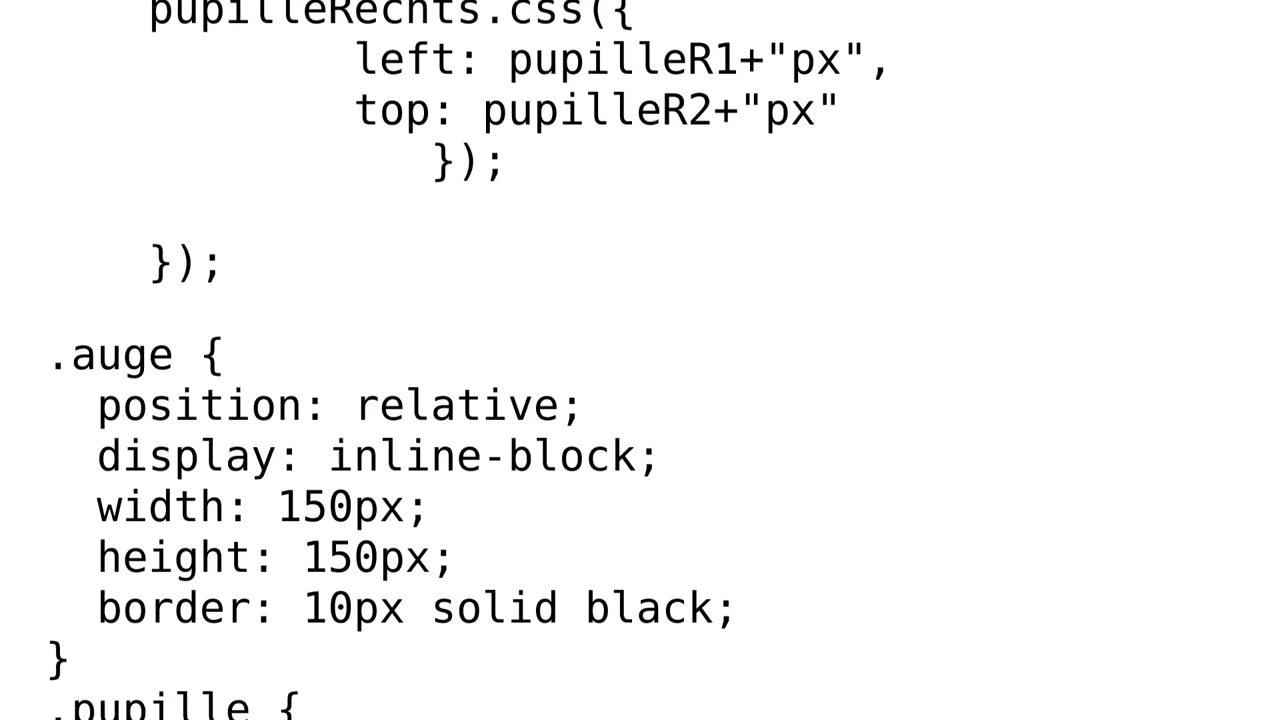 pupilleRechts.css({
left: pupilleR1+"px",
top: pupilleR2+"px"
});
});
.auge {
position: relative;
display: inline-block;
width: 150px;
height: 150px;
border: 10px solid black;
}
.pupille {